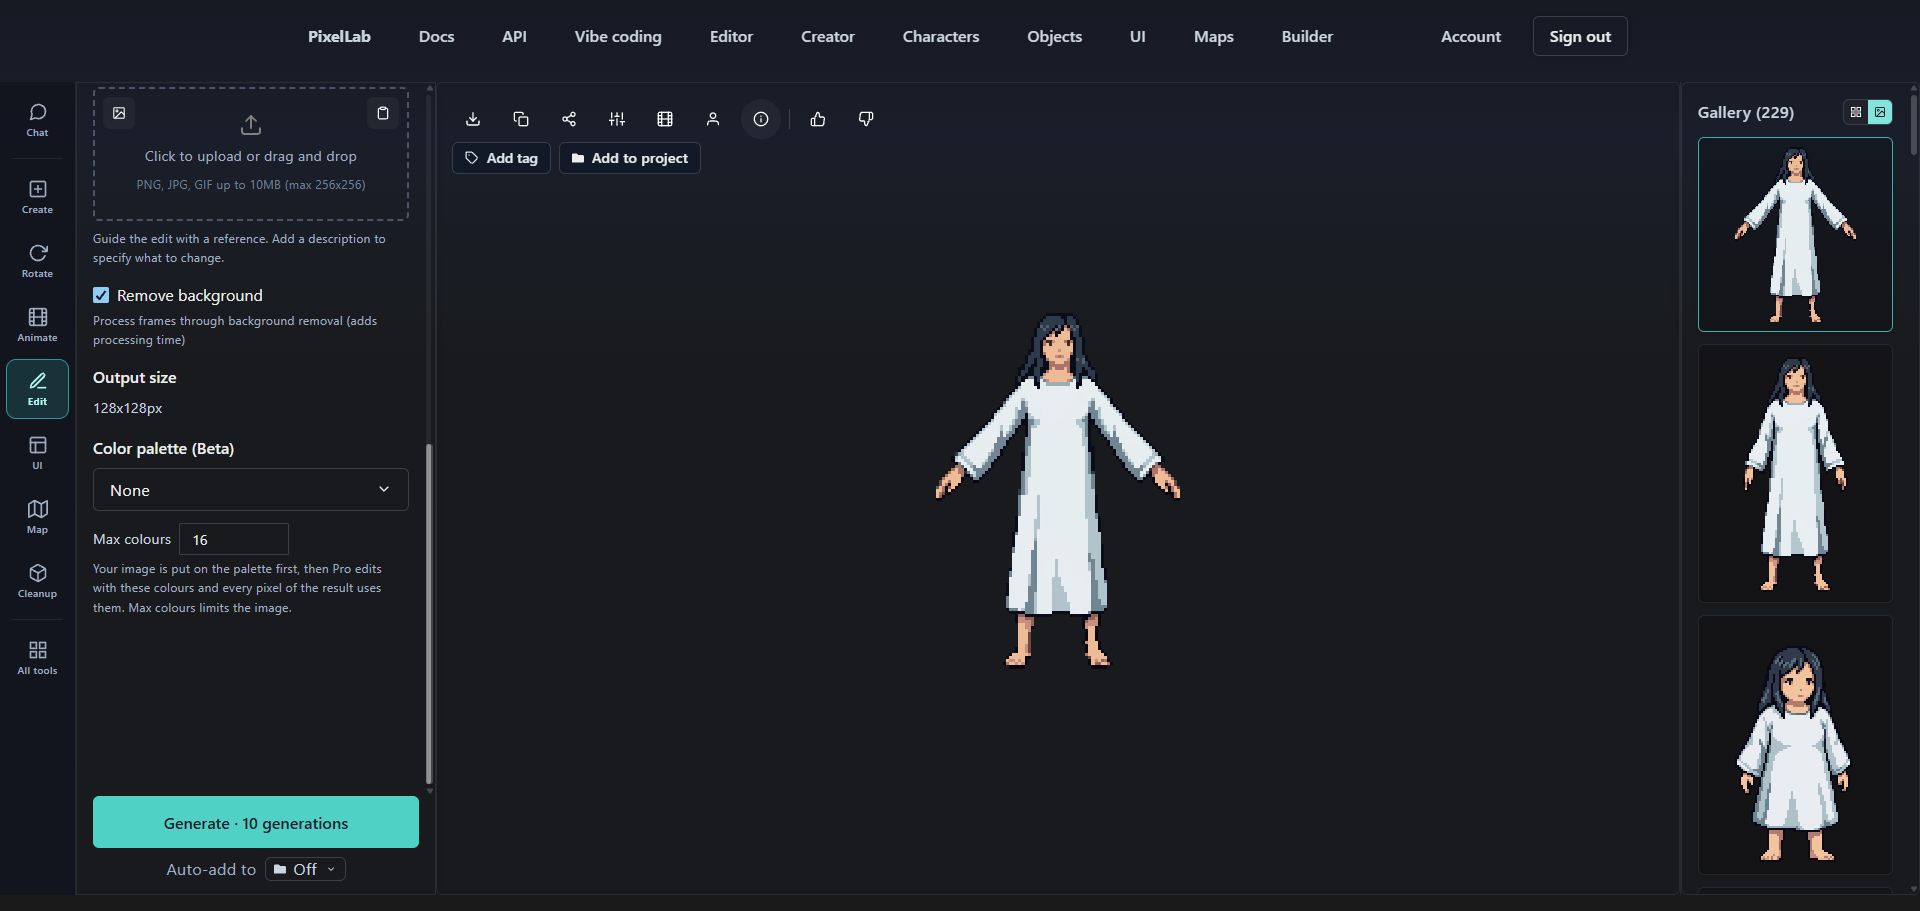 PixelLab
Docs
API
Vibe coding
Editor
Creator
Characters
Objects
UI
Maps
Builder
Account
Sign out
Chat
Create
Rotate
Animate
Edit
UI
Map
Cleanup
All tools
Click to upload or drag and drop
PNG, JPG, GIF up to 10MB (max 256x256)
Guide the edit with a reference. Add a description to
specify what to change.
Remove background
Process frames through background removal (adds
processing time)
Output size
128x128px
Color palette (Beta)
None
Max colours 16
Your image is put on the palette first, then Pro edits
with these colours and every pixel of the result uses
them. Max colours limits the image.
Generate · 10 generations
Auto-add to Off
Add tag
Add to project
Gallery (229)